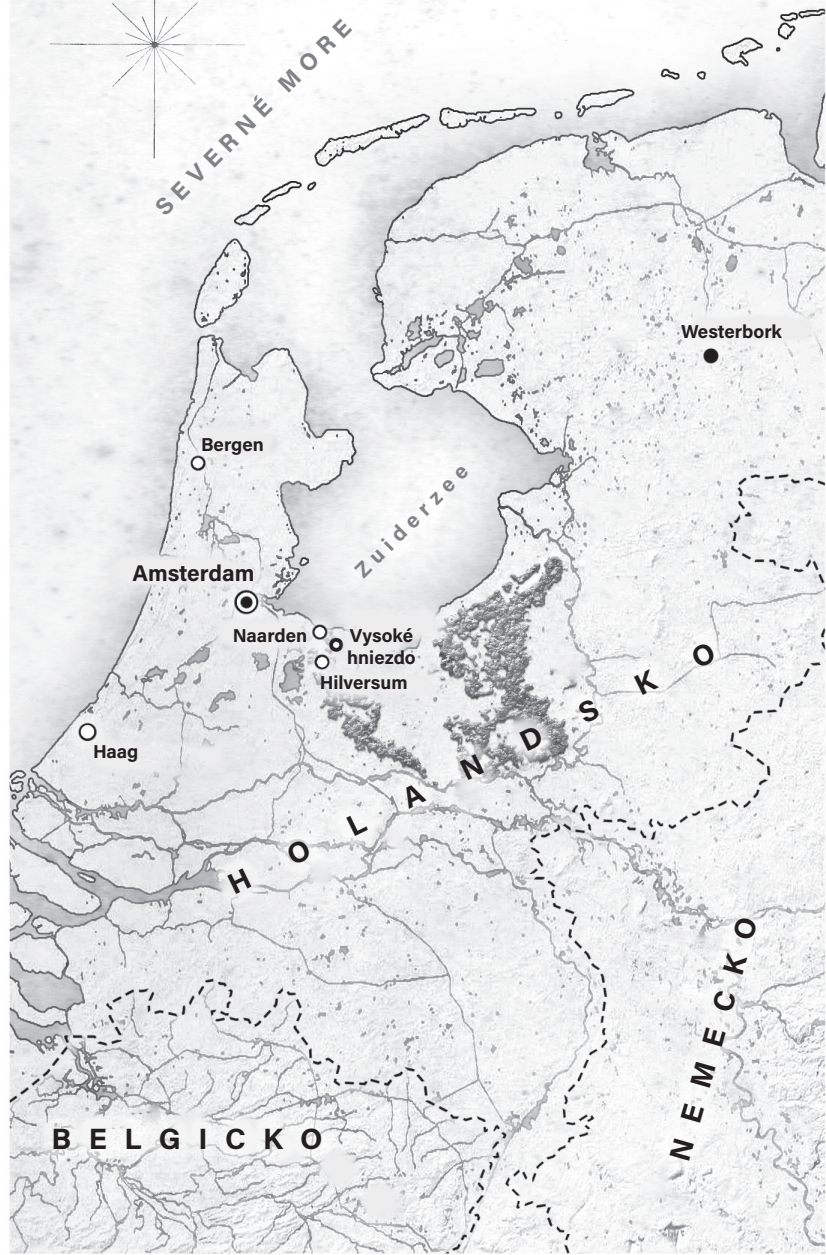 SEVERNÉ MORE
Westerbork
Bergen
Zuiderzee
Amsterdam
Naarden
Vysoké
hniezdo
Hilversum
Haag
HOLANDSKO
NEMECKO
BELGICKO